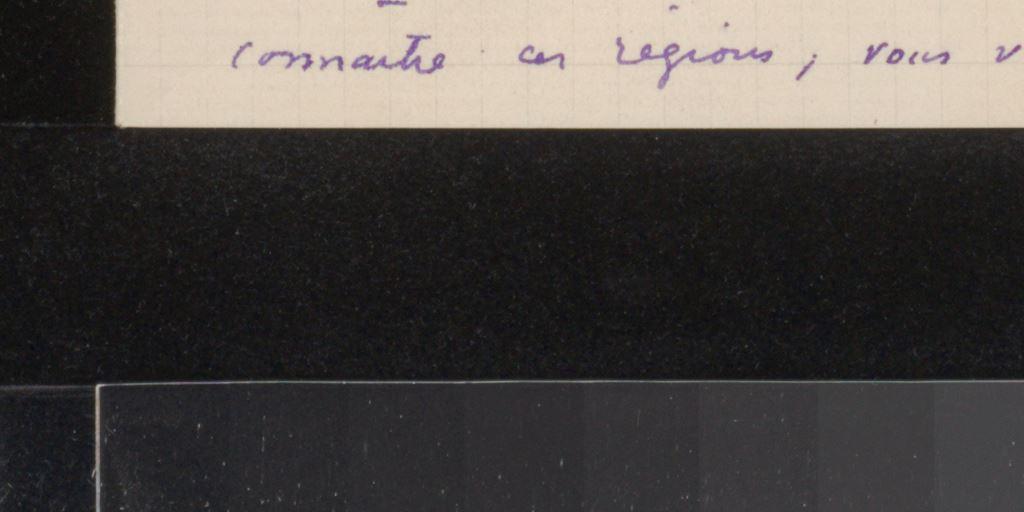 connaître ces régions ; vous v